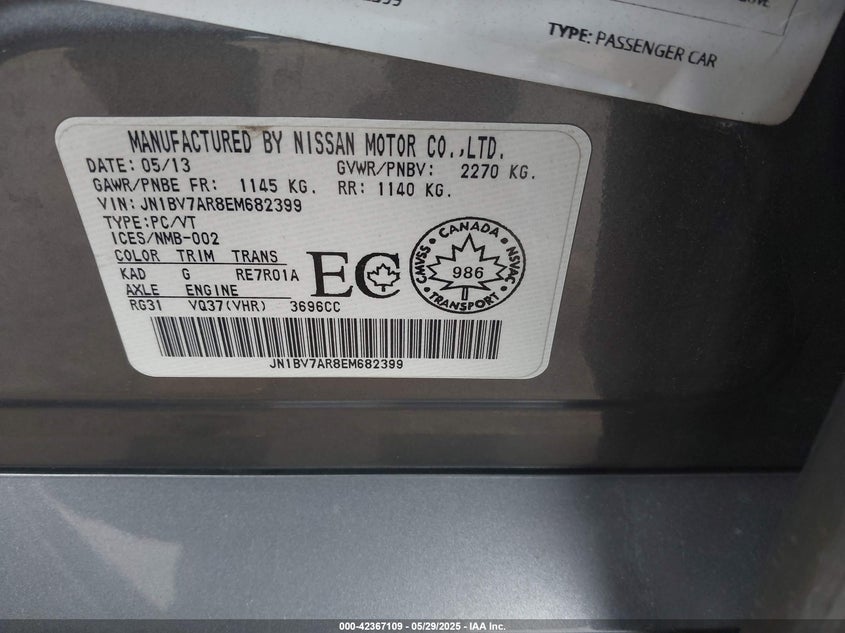 TYPE: PASSENGER CAR
MANUFACTURED BY NISSAN MOTOR CO.,LTD.
DATE: 05/13 GVWR/PNBV: 2270 KG.
GAWR/PNBE FR: 1145 KG. RR: 1140 KG.
VIN: JN1BV7AR8EM682399
TYPE:PC/VT
ICES/NMB-002
COLOR TRIM TRANS
KAD G RE7R01A
AXLE ENGINE
RG31 VQ37(VHR) 3696CC
EC
CANADA
CMVSS 986 NSVAC
TRANSPORT
JN1BV7AR8EM682399
000-42367109 — 05/29/2025 — IAA Inc.